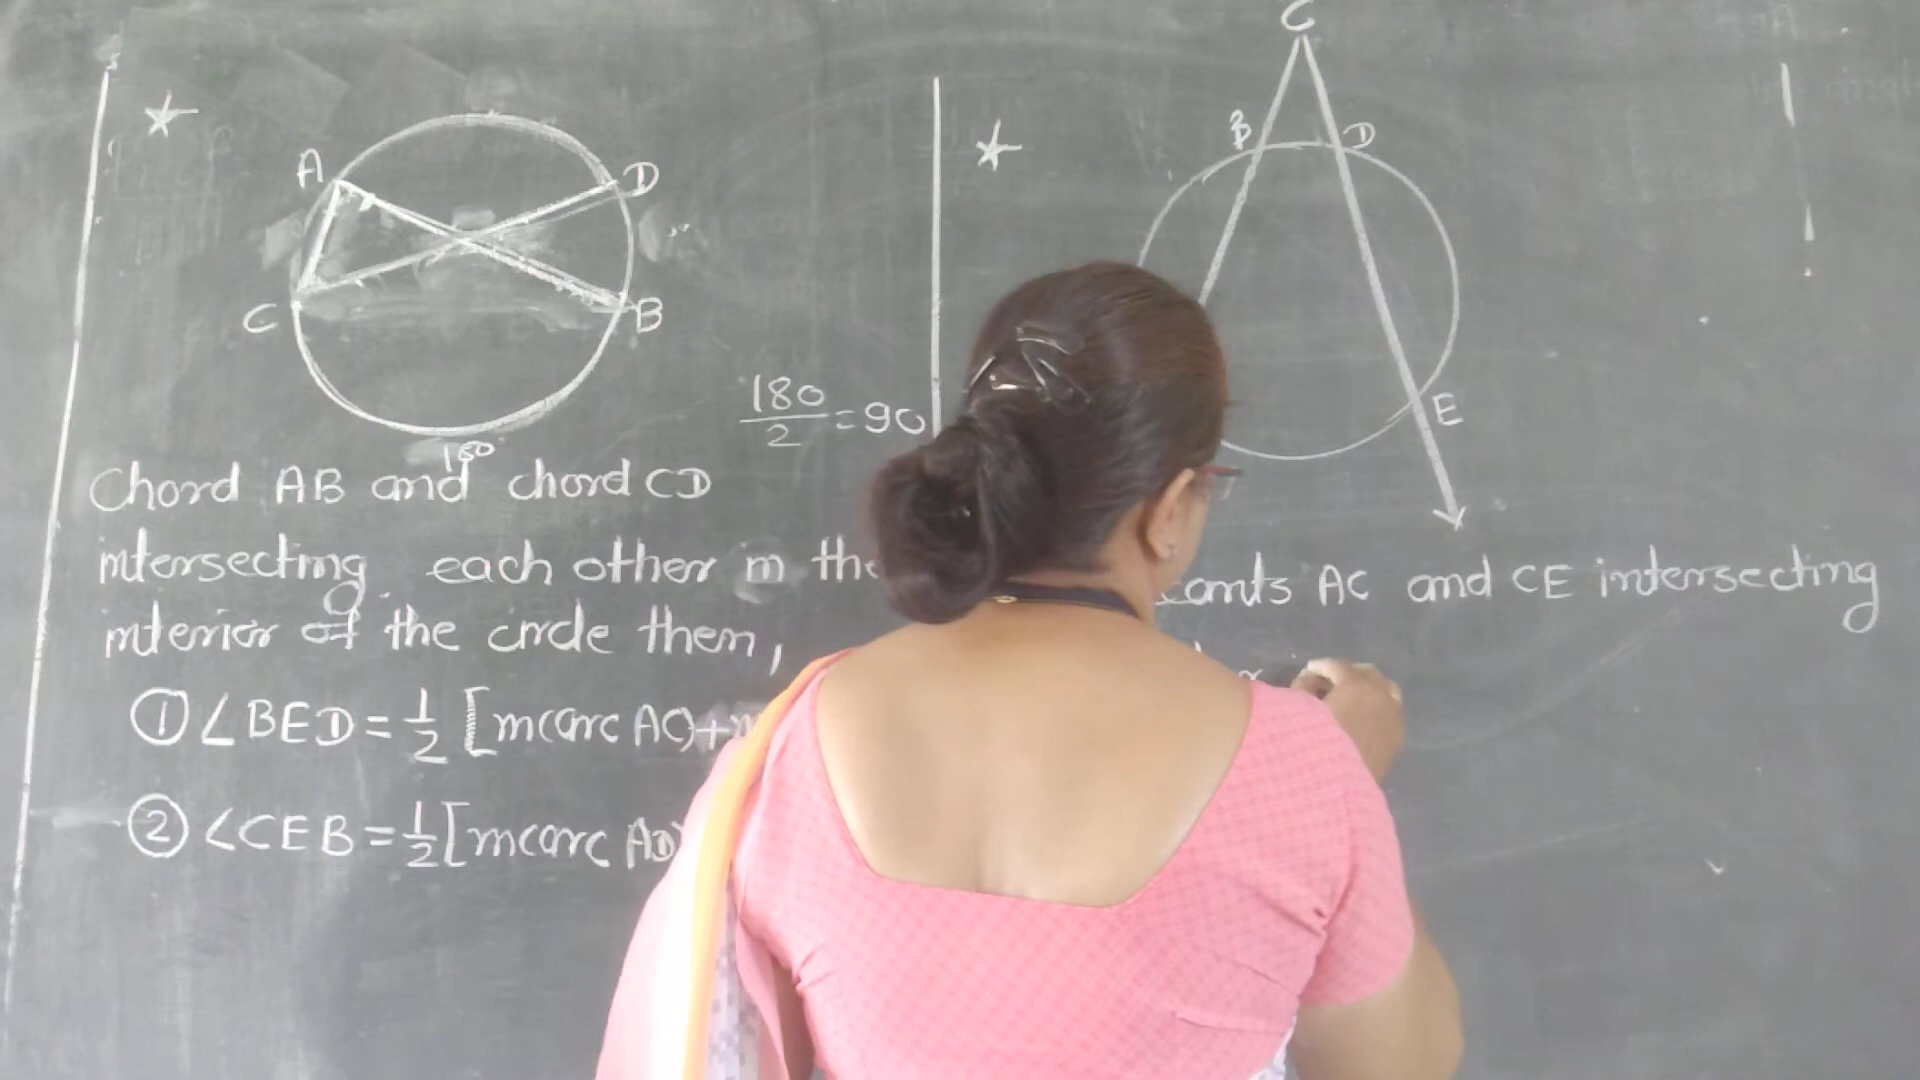 A
D
C
B
180
180/2 = 90
Chord AB and chord CD
intersecting each other in the
interior of the circle then,
① ∠BED = 1/2 [m(arc AC)+
② ∠CEB = 1/2 [m(arc AD)
C
B
D
E
AC and CE intersecting